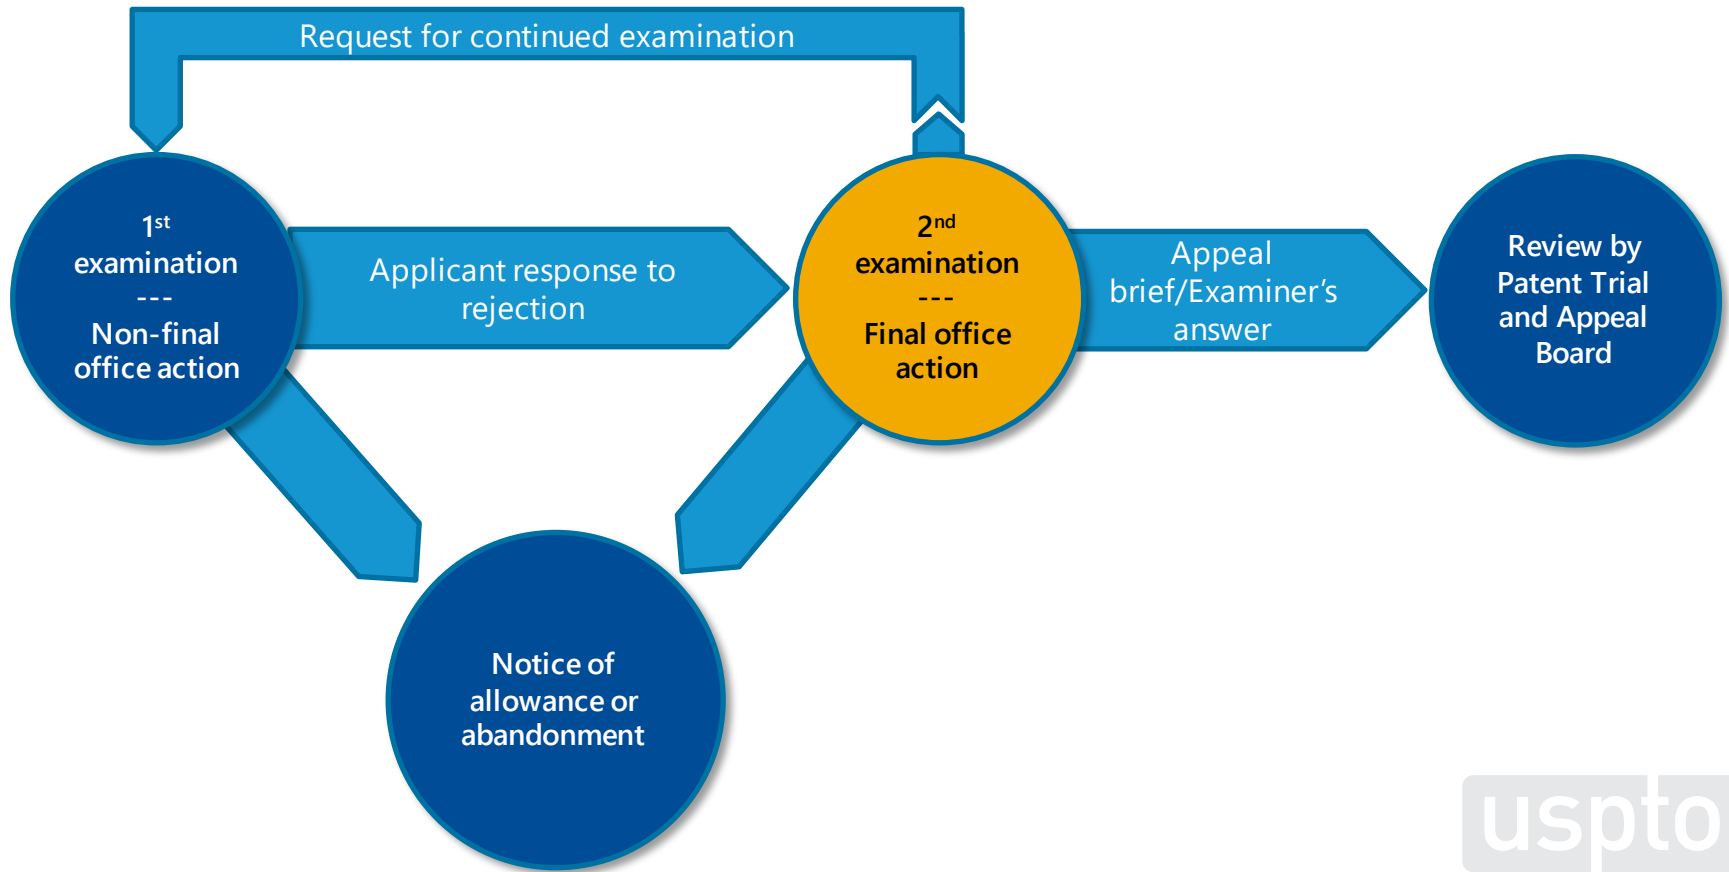 Request for continued examination
1st
examination
---
Non-final
office action
Applicant response to
rejection
2nd
examination
---
Final office
action
Appeal
brief/Examiner’s
answer
Review by
Patent Trial
and Appeal
Board
Notice of
allowance or
abandonment
uspto